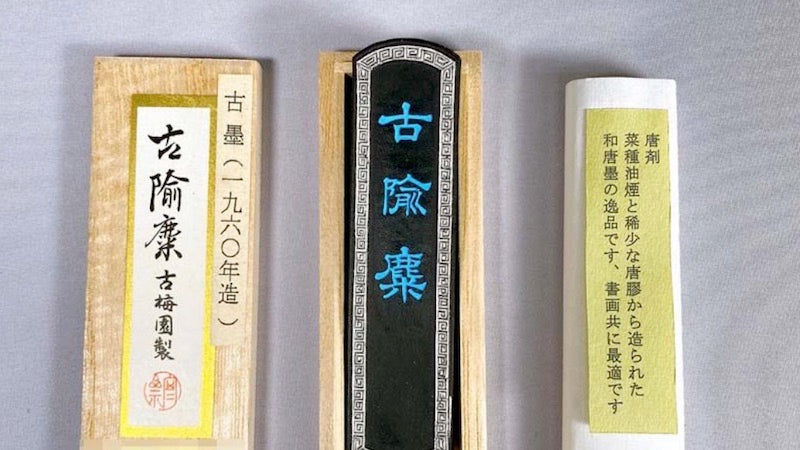 古墨（一九六〇年造）
古隃糜
古梅園製
古隃糜
唐剤
菜種油煙と稀少な唐膠から造られた
和唐墨の逸品です、書画共に最適です